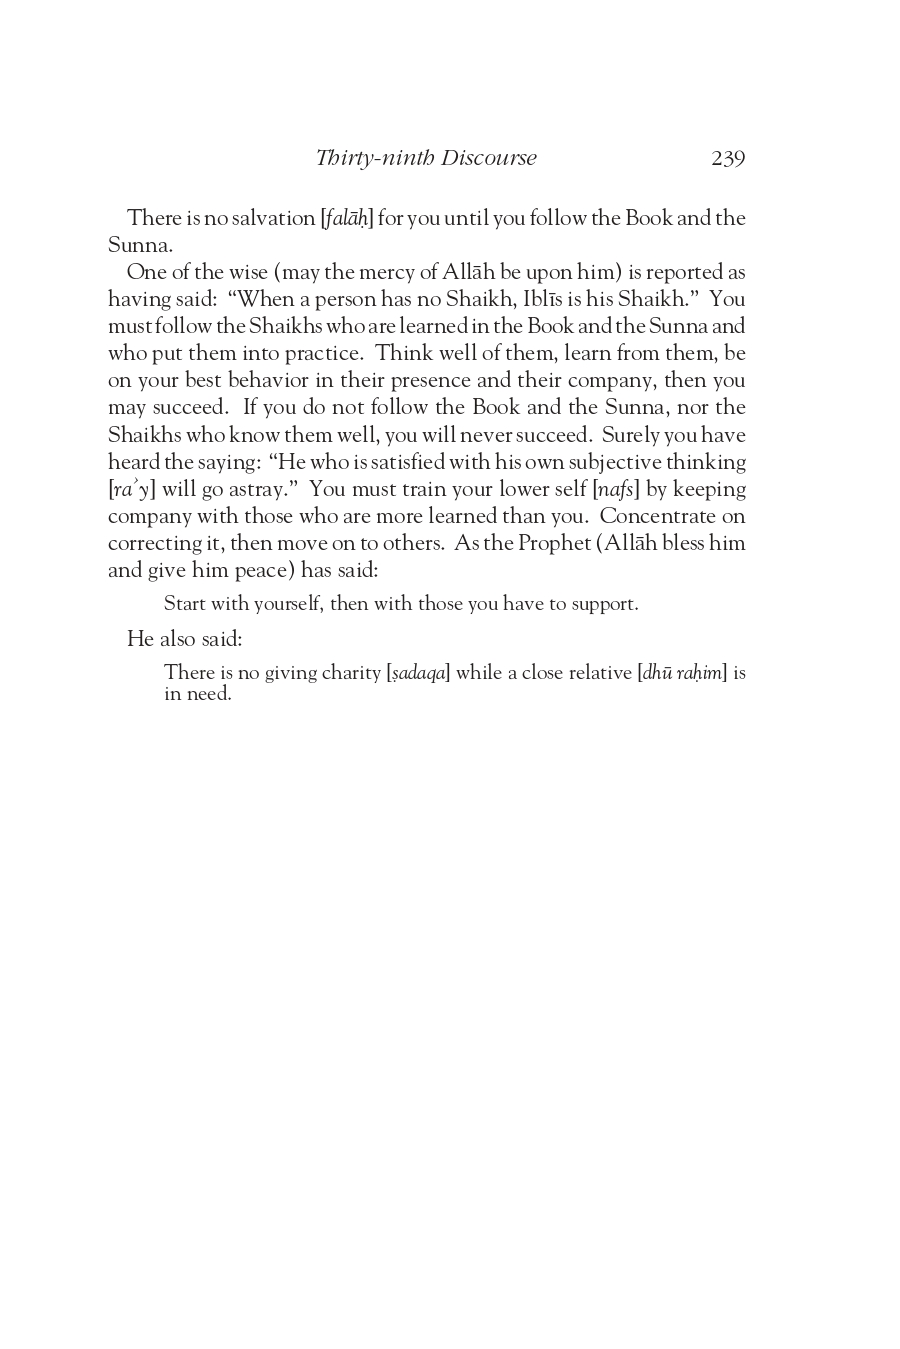 Thirty-ninth Discourse 239
There is no salvation [falāḥ] for you until you follow the Book and the
Sunna.
One of the wise (may the mercy of Allāh be upon him) is reported as
having said: “When a person has no Shaikh, Iblīs is his Shaikh.” You
must follow the Shaikhs who are learned in the Book and the Sunna and
who put them into practice. Think well of them, learn from them, be
on your best behavior in their presence and their company, then you
may succeed. If you do not follow the Book and the Sunna, nor the
Shaikhs who know them well, you will never succeed. Surely you have
heard the saying: “He who is satisfied with his own subjective thinking
[raʾy] will go astray.” You must train your lower self [nafs] by keeping
company with those who are more learned than you. Concentrate on
correcting it, then move on to others. As the Prophet (Allāh bless him
and give him peace) has said:
Start with yourself, then with those you have to support.
He also said:
There is no giving charity [ṣadaqa] while a close relative [dhū raḥim] is
in need.